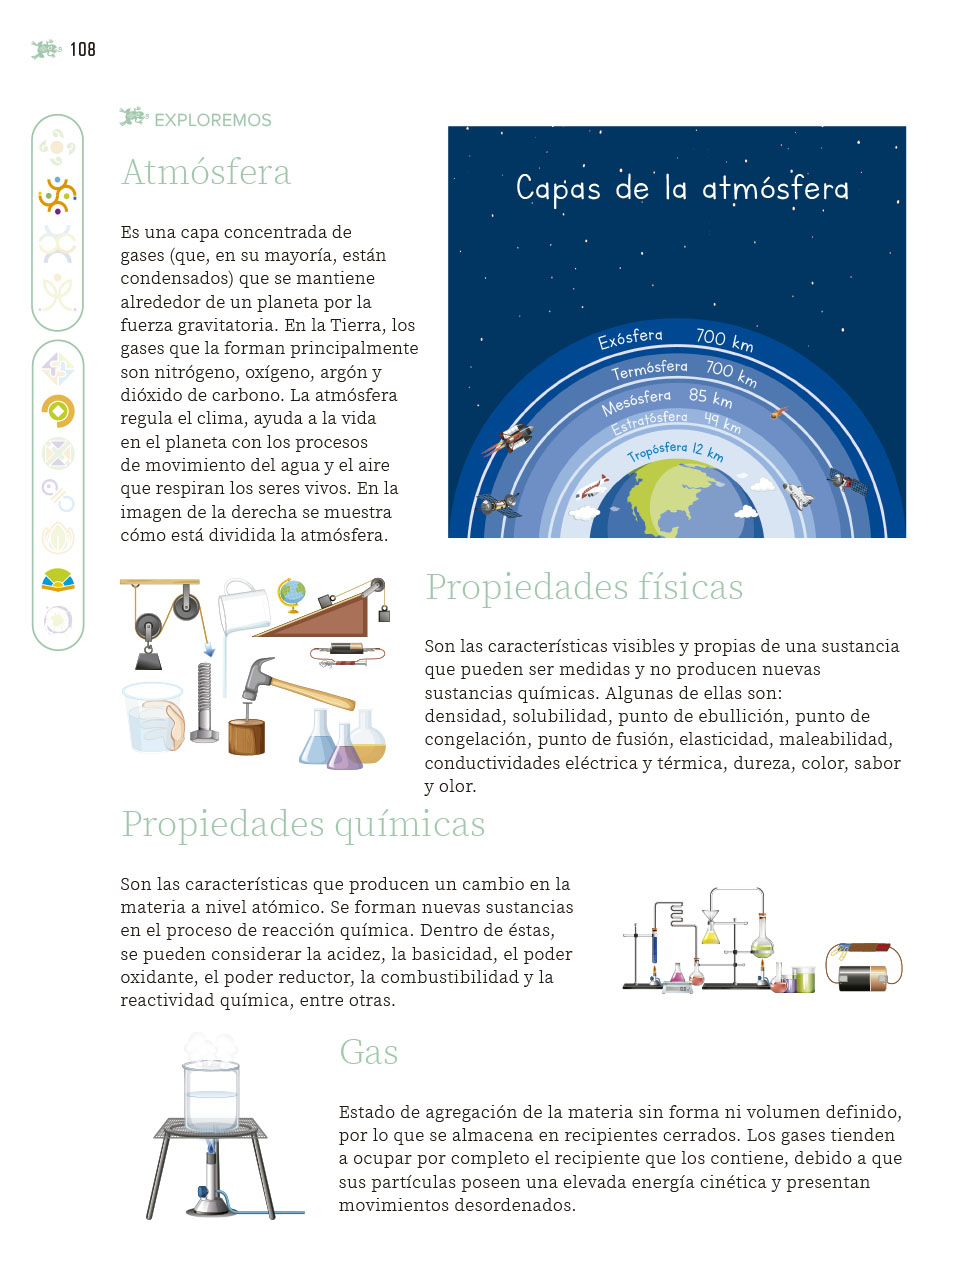 108
EXPLOREMOS
Atmósfera
Es una capa concentrada de
gases (que, en su mayoría, están
condensados) que se mantiene
alrededor de un planeta por la
fuerza gravitatoria. En la Tierra, los
gases que la forman principalmente
son nitrógeno, oxígeno, argón y
dióxido de carbono. La atmósfera
regula el clima, ayuda a la vida
en el planeta con los procesos
de movimiento del agua y el aire
que respiran los seres vivos. En la
imagen de la derecha se muestra
cómo está dividida la atmósfera.
Capas de la atmósfera
Exósfera 700 km
Termósfera 700 km
Mesósfera 85 km
Estratósfera 49 km
Tropósfera 12 km
Propiedades físicas
Son las características visibles y propias de una sustancia
que pueden ser medidas y no producen nuevas
sustancias químicas. Algunas de ellas son:
densidad, solubilidad, punto de ebullición, punto de
congelación, punto de fusión, elasticidad, maleabilidad,
conductividades eléctrica y térmica, dureza, color, sabor
y olor.
Propiedades químicas
Son las características que producen un cambio en la
materia a nivel atómico. Se forman nuevas sustancias
en el proceso de reacción química. Dentro de éstas,
se pueden considerar la acidez, la basicidad, el poder
oxidante, el poder reductor, la combustibilidad y la
reactividad química, entre otras.
Gas
Estado de agregación de la materia sin forma ni volumen definido,
por lo que se almacena en recipientes cerrados. Los gases tienden
a ocupar por completo el recipiente que los contiene, debido a que
sus partículas poseen una elevada energía cinética y presentan
movimientos desordenados.